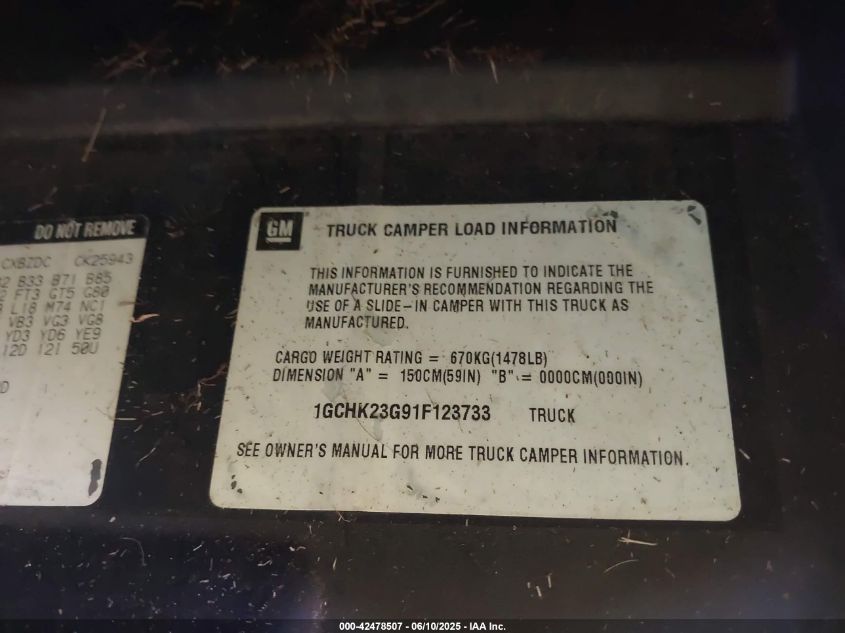 DO NOT REMOVE
CXBZDC CK25943
B33 B71 B85
FT3 GT5 G80
L18 M74 NC1
VB3 VG3 VG8
YD3 YD6 YE9
12D 12I 50U
GM
TRUCK CAMPER LOAD INFORMATION
THIS INFORMATION IS FURNISHED TO INDICATE THE
MANUFACTURER'S RECOMMENDATION REGARDING THE
USE OF A SLIDE-IN CAMPER WITH THIS TRUCK AS
MANUFACTURED.
CARGO WEIGHT RATING = 670KG(1478LB)
DIMENSION "A" = 150CM(59IN) "B" = 0000CM(000IN)
1GCHK23G91F123733 TRUCK
SEE OWNER'S MANUAL FOR MORE TRUCK CAMPER INFORMATION.
000-42478507 - 06/10/2025 - IAA Inc.